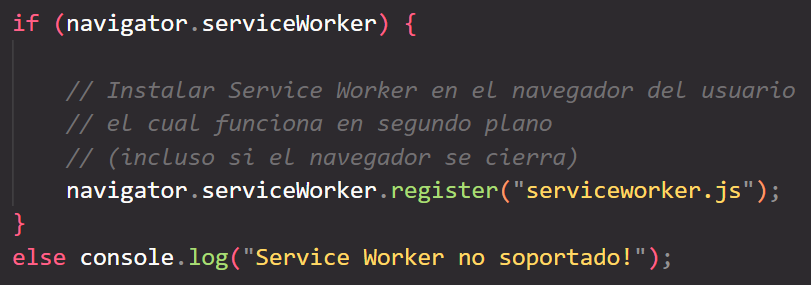 if (navigator.serviceWorker) {
// Instalar Service Worker en el navegador del usuario
// el cual funciona en segundo plano
// (incluso si el navegador se cierra)
navigator.serviceWorker.register("serviceworker.js");
}
else console.log("Service Worker no soportado!");